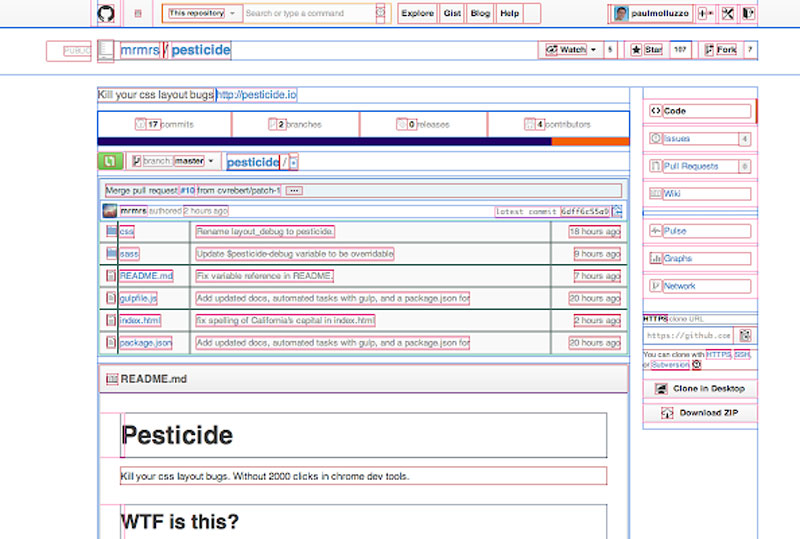 This repository Search or type a command Explore Gist Blog Help paulmolluzzo
PUBLIC mrmrs / pesticide Watch 5 Star 107 Fork 7
Kill your css layout bugs http://pesticide.io
17 commits 2 branches 0 releases 4 contributors
branch: master pesticide /
Merge pull request #10 from cvrebert/patch-1
mrmrs authored 2 hours ago latest commit 6dff6c55a9
css Rename layout_debug to pesticide. 18 hours ago
sass Update $pesticide-debug variable to be overridable 9 hours ago
README.md Fix variable reference in README. 7 hours ago
gulpfile.js Add updated docs, automated tasks with gulp, and a package.json for 20 hours ago
index.html fix spelling of California's capital in index.html 2 hours ago
package.json Add updated docs, automated tasks with gulp, and a package.json for 20 hours ago
README.md
Pesticide
Kill your css layout bugs. Without 2000 clicks in chrome dev tools.
WTF is this?
Code
Issues 4
Pull Requests 0
Wiki
Pulse
Graphs
Network
HTTPS clone URL
https://github.com
You can clone with HTTPS, SSH,
or Subversion.
Clone in Desktop
Download ZIP